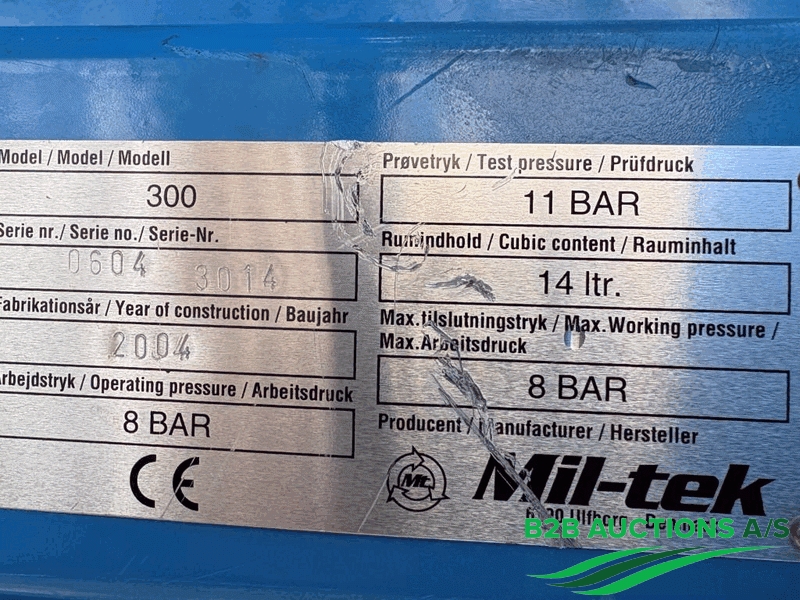 Model / Model / Modell
300
Serie nr./ Serie no./ Serie-Nr.
0604 3014
Fabrikationsår / Year of construction / Baujahr
2004
Arbejdstryk / Operating pressure / Arbeitsdruck
8 BAR
CE
Prøvetryk / Test pressure / Prüfdruck
11 BAR
Rumindhold / Cubic content / Rauminhalt
14 ltr.
Max.tilslutningstryk / Max.Working pressure /
Max.Arbeitsdruck
8 BAR
Producent / Manufacturer / Hersteller
Mt.
Mil-tek
Ulfborg
B2B AUCTIONS A/S